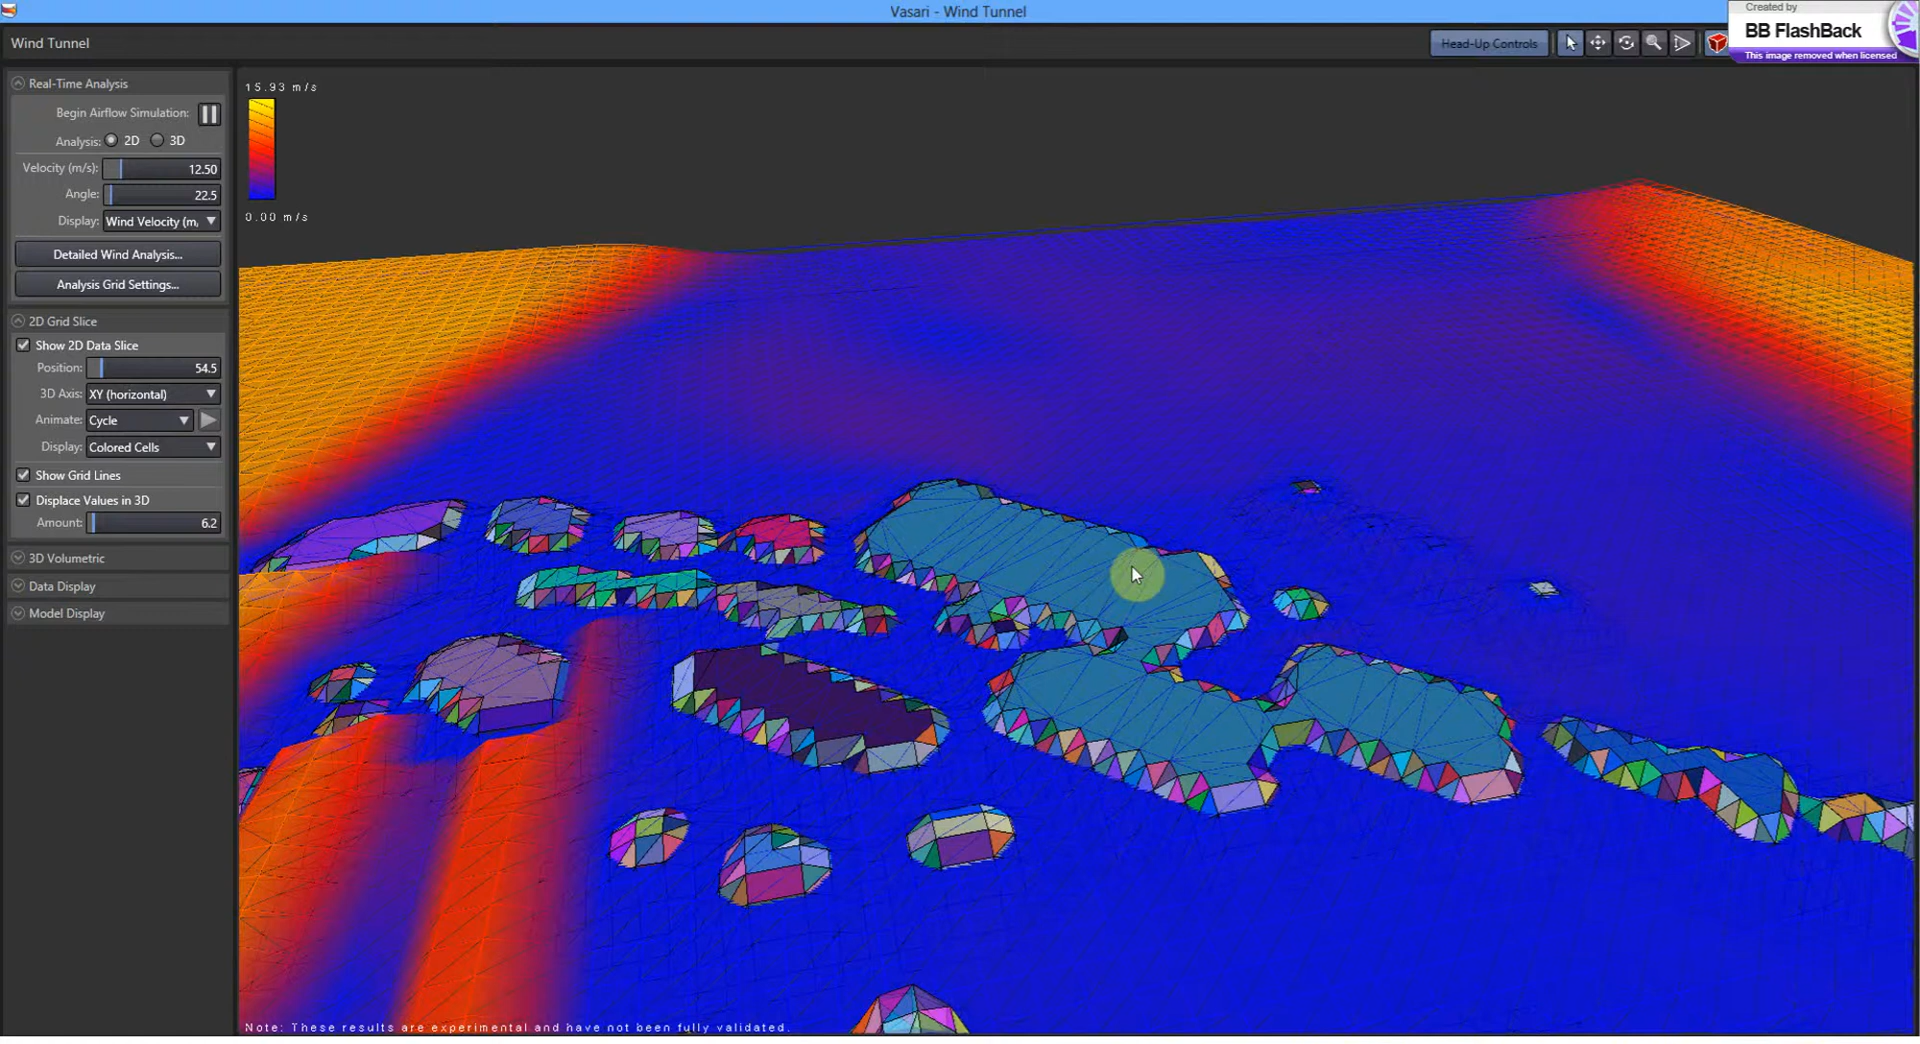 Vasari - Wind Tunnel
Created by
BB FlashBack
This image removed when licensed
Wind Tunnel
Head-Up Controls
Real-Time Analysis
Begin Airflow Simulation:
Analysis: 2D 3D
Velocity (m/s): 12.50
Angle: 22.5
Display: Wind Velocity (m,
Detailed Wind Analysis...
Analysis Grid Settings...
2D Grid Slice
Show 2D Data Slice
Position: 54.5
3D Axis: XY (horizontal)
Animate: Cycle
Display: Colored Cells
Show Grid Lines
Displace Values in 3D
Amount: 6.2
3D Volumetric
Data Display
Model Display
15.93 m/s
0.00 m/s
Note: These results are experimental and have not been fully validated.